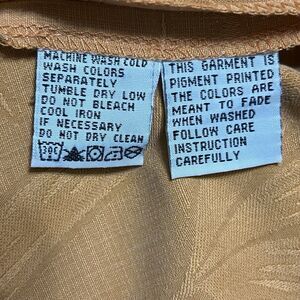 MACHINE WASH COLD
WASH COLORS
SEPARATELY
TUMBLE DRY LOW
DO NOT BLEACH
COOL IRON
IF NECESSARY
DO NOT DRY CLEAN
30C
THIS GARMENT IS
PIGMENT PRINTED
THE COLORS ARE
MEANT TO FADE
WHEN WASHED
FOLLOW CARE
INSTRUCTION
CAREFULLY